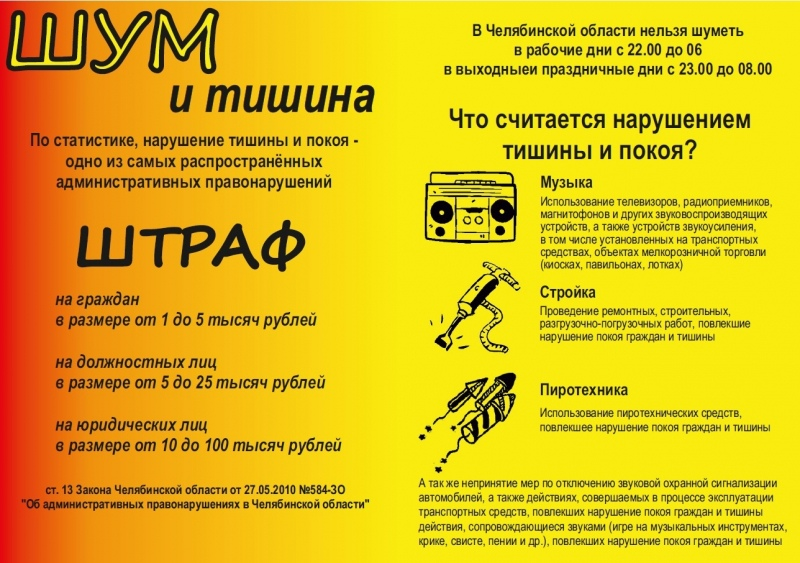 ШУМ
и тишина
По статистике, нарушение тишины и покоя -
одно из самых распространённых
административных правонарушений
ШТРАФ
на граждан
в размере от 1 до 5 тысяч рублей
на должностных лиц
в размере от 5 до 25 тысяч рублей
на юридических лиц
в размере от 10 до 100 тысяч рублей
ст. 13 Закона Челябинской области от 27.05.2010 №584-ЗО
"Об административных правонарушениях в Челябинской области"
В Челябинской области нельзя шуметь
в рабочие дни с 22.00 до 06
в выходныеи праздничные дни с 23.00 до 08.00
Что считается нарушением
тишины и покоя?
Музыка
Использование телевизоров, радиоприемников,
магнитофонов и других звуковоспроизводящих
устройств, а также устройств звукоусиления,
в том числе установленных на транспортных
средствах, объектах мелкорозничной торговли
(киосках, павильонах, лотках)
Стройка
Проведение ремонтных, строительных,
разгрузочно-погрузочных работ, повлекшие
нарушение покоя граждан и тишины
Пиротехника
Использование пиротехнических средств,
повлекшее нарушение покоя граждан и тишины
А так же непринятие мер по отключению звуковой охранной сигнализации
автомобилей, а также действиях, совершаемых в процессе эксплуатации
транспортных средств, повлекших нарушение покоя граждан и тишины
действия, сопровождающиеся звуками (игре на музыкальных инструментах,
крике, свисте, пении и др.), повлекших нарушение покоя граждан и тишины